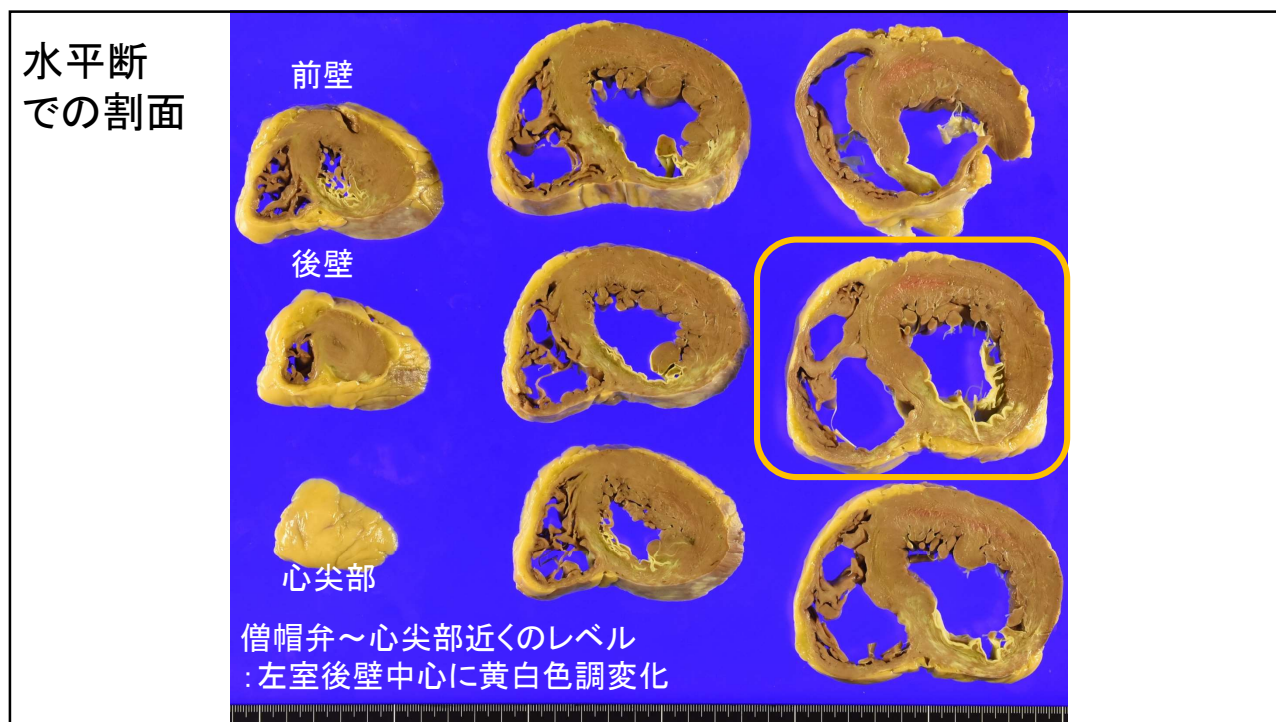 水平断
での割面
前壁
後壁
心尖部
僧帽弁～心尖部近くのレベル
：左室後壁中心に黄白色調変化